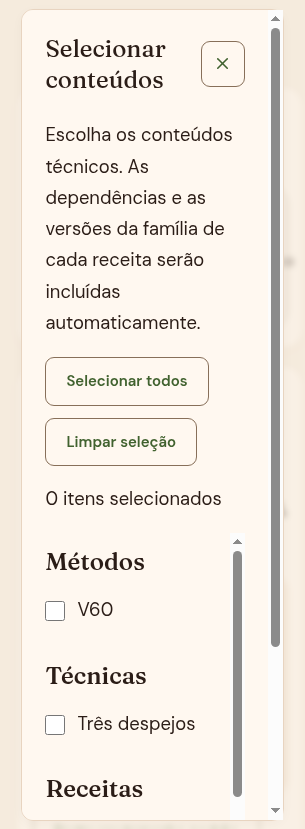 Selecionar
conteúdos
Escolha os conteúdos
técnicos. As
dependências e as
versões da família de
cada receita serão
incluídas
automaticamente.
Selecionar todos
Limpar seleção
0 itens selecionados
Métodos
V60
Técnicas
Três despejos
Receitas